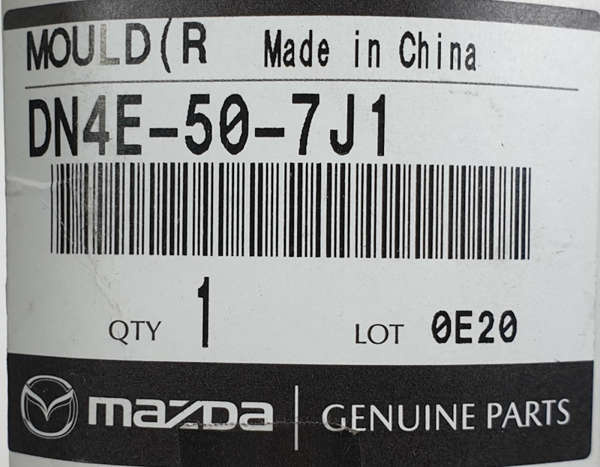 MOULD(R Made in China
DN4E-50-7J1
QTY 1 LOT 0E20
mazda GENUINE PARTS